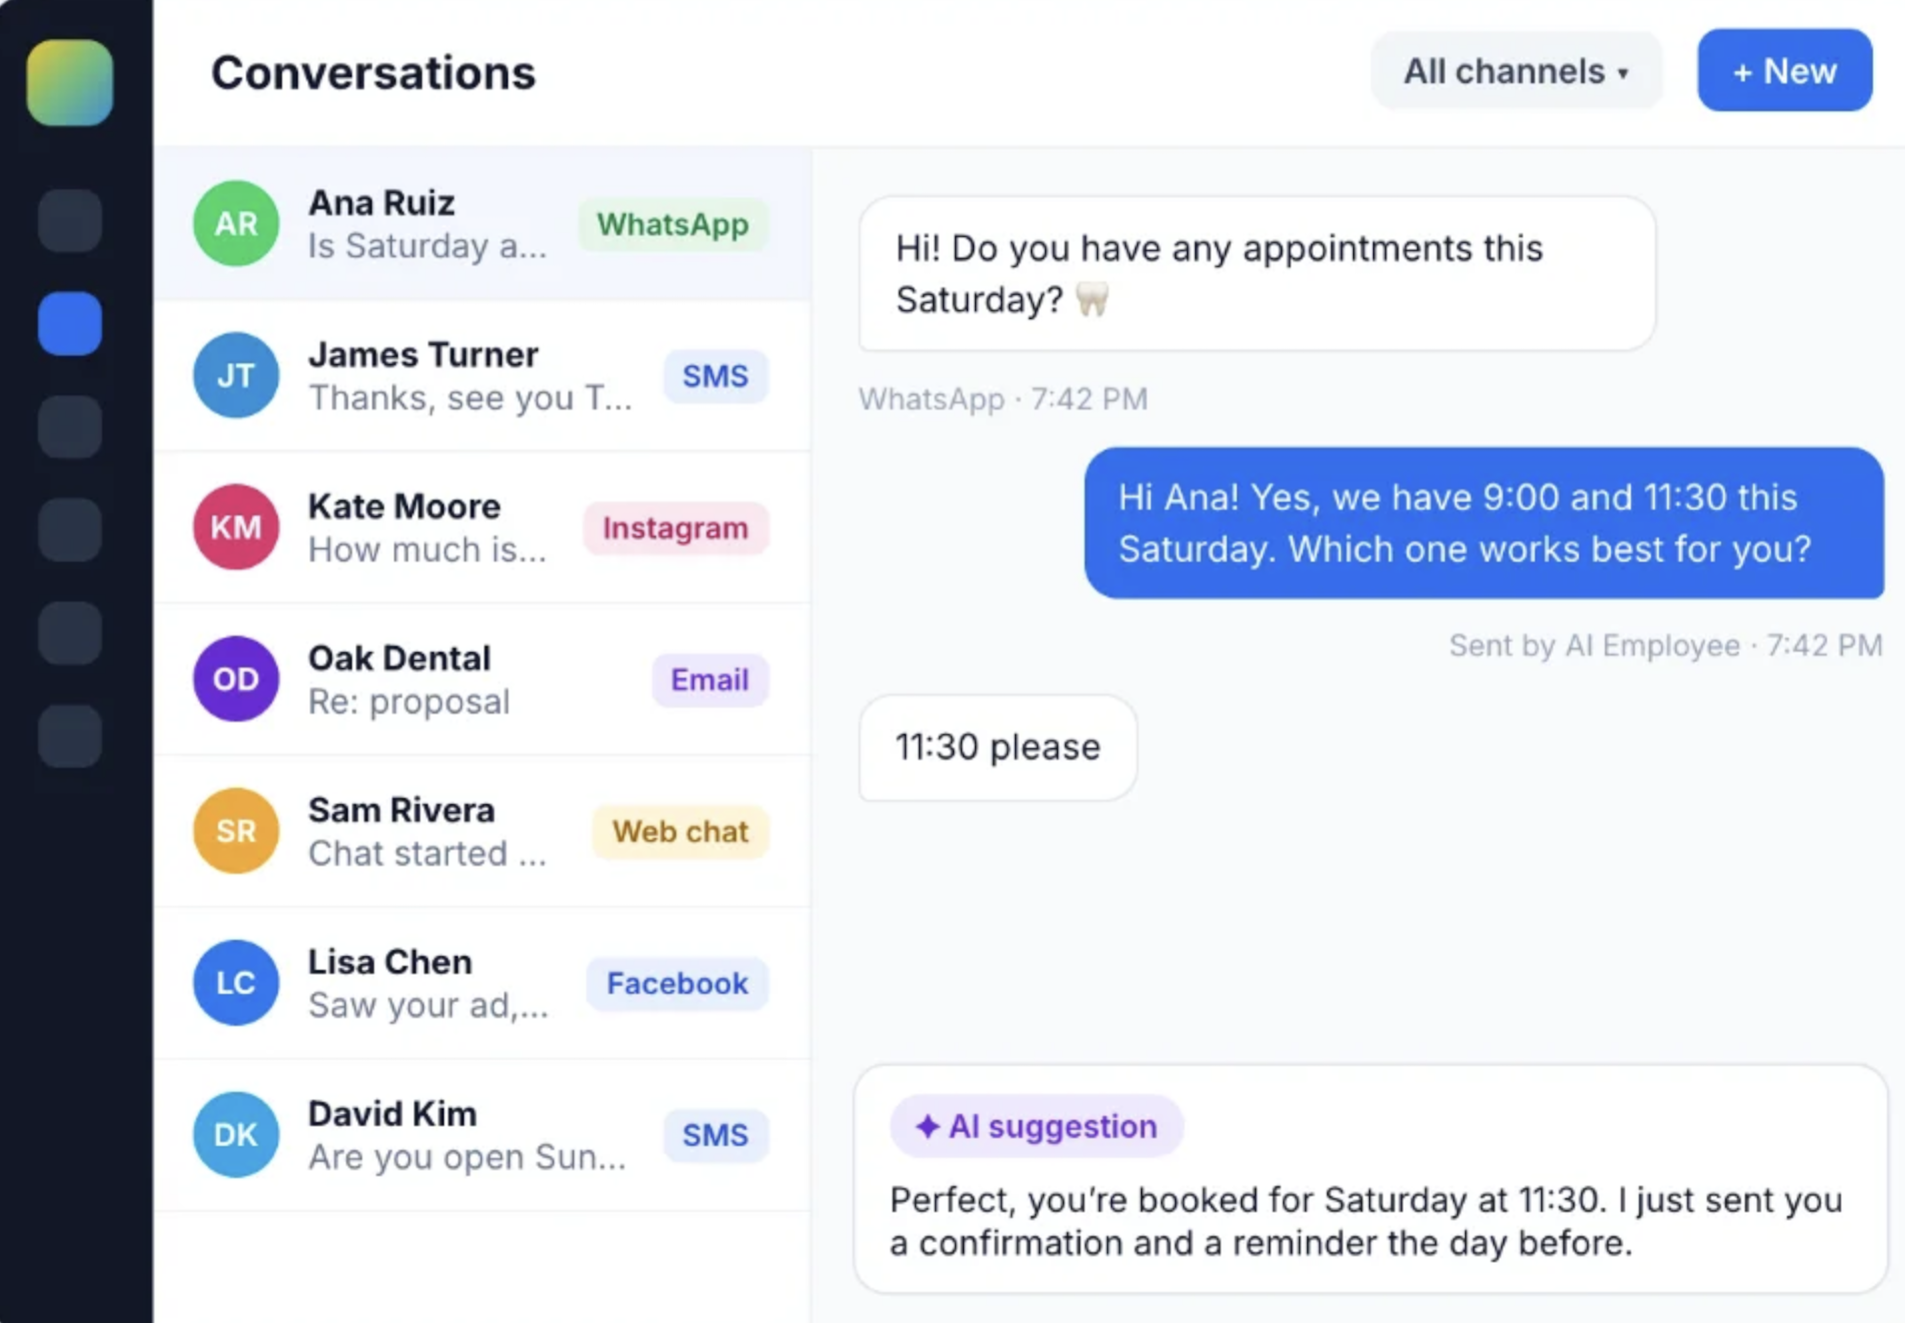 Conversations
All channels ▾
+ New
AR
Ana Ruiz
Is Saturday a...
WhatsApp
JT
James Turner
Thanks, see you T...
SMS
KM
Kate Moore
How much is...
Instagram
OD
Oak Dental
Re: proposal
Email
SR
Sam Rivera
Chat started ...
Web chat
LC
Lisa Chen
Saw your ad,...
Facebook
DK
David Kim
Are you open Sun...
SMS
Hi! Do you have any appointments this
Saturday? 🦷
WhatsApp · 7:42 PM
Hi Ana! Yes, we have 9:00 and 11:30 this
Saturday. Which one works best for you?
Sent by AI Employee · 7:42 PM
11:30 please
✦ AI suggestion
Perfect, you’re booked for Saturday at 11:30. I just sent you
a confirmation and a reminder the day before.